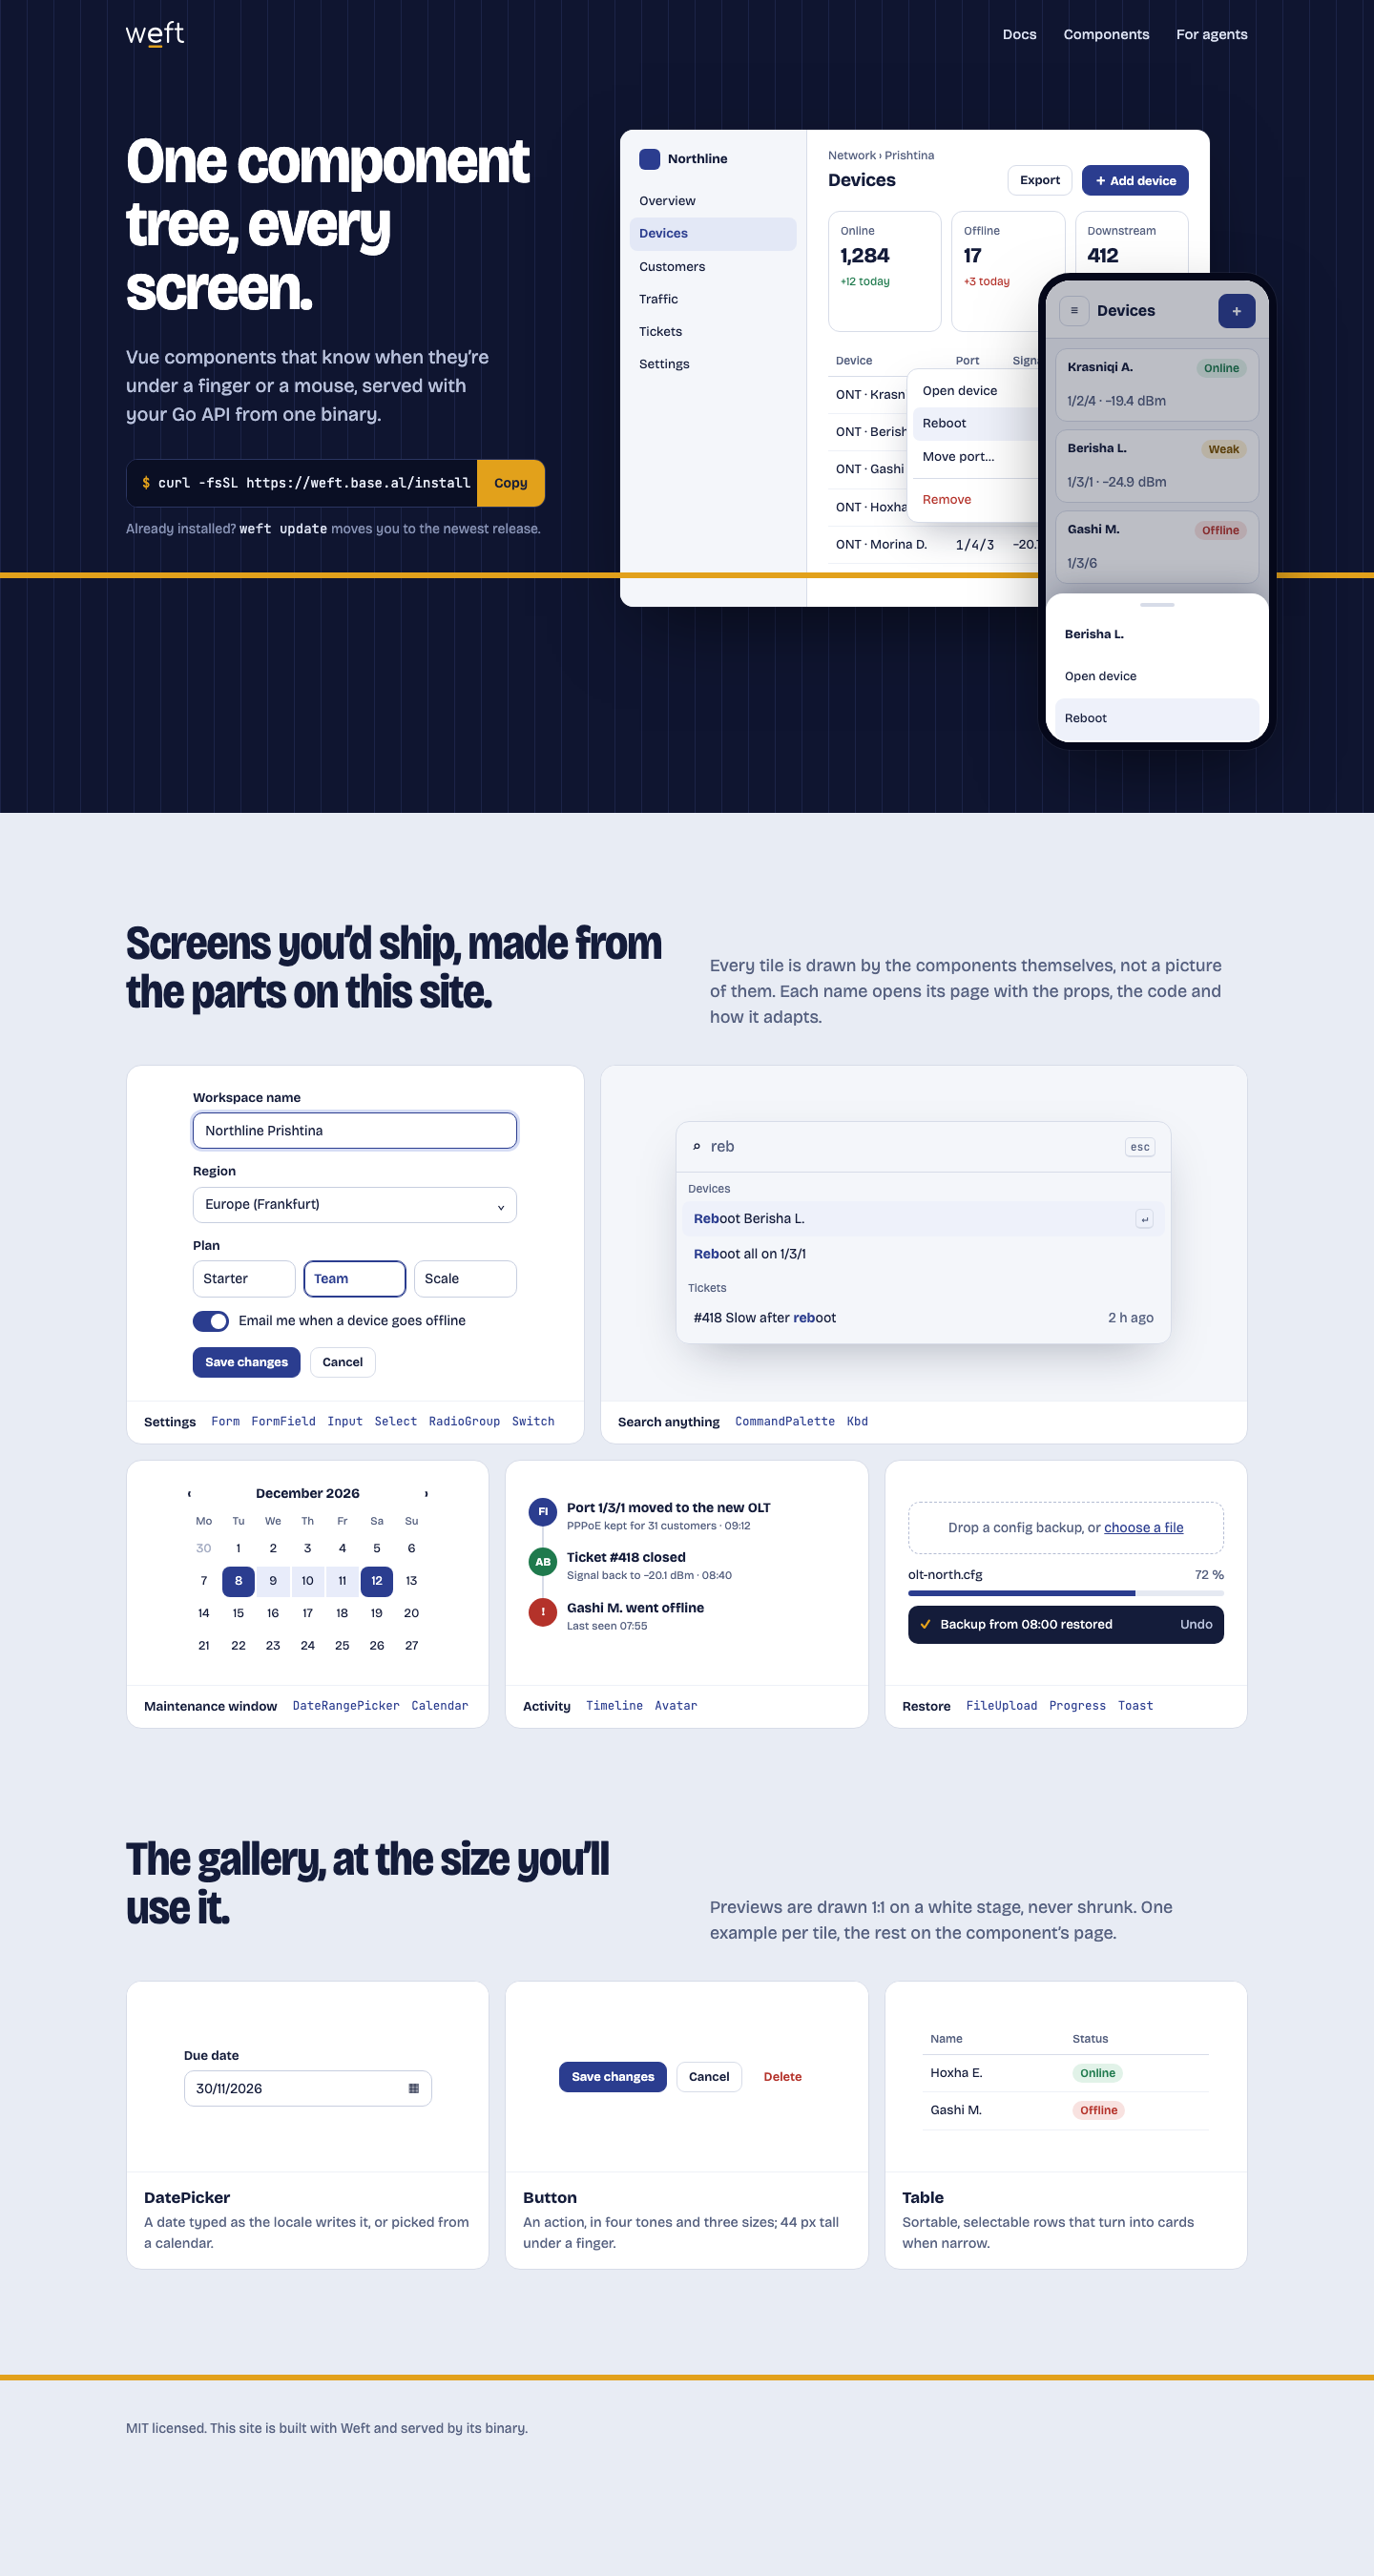 weft
Docs Components For agents
One component
tree, every
screen.
Vue components that know when they're
under a finger or a mouse, served with
your Go API from one binary.
$ curl -fsSL https://weft.base.al/install Copy
Already installed? weft update moves you to the newest release.
Northline
Overview
Devices
Customers
Traffic
Tickets
Settings
Network › Prishtina
Devices
Export
+ Add device
Online
1,284
+12 today
Offline
17
+3 today
Downstream
412
Device Port
ONT · Krasn
ONT · Berish
ONT · Gashi
ONT · Hoxha
ONT · Morina D. 1/4/3 -20.
Open device
Reboot
Move port...
Remove
≡ Devices +
Krasniqi A. Online
1/2/4 · -19.4 dBm
Berisha L. Weak
1/3/1 · -24.9 dBm
Gashi M. Offline
1/3/6
Berisha L.
Open device
Reboot
Screens you'd ship, made from
the parts on this site.
Every tile is drawn by the components themselves, not a picture
of them. Each name opens its page with the props, the code and
how it adapts.
Workspace name
Northline Prishtina
Region
Europe (Frankfurt)
Plan
Starter Team Scale
Email me when a device goes offline
Save changes Cancel
Settings Form FormField Input Select RadioGroup Switch
reb esc
Devices
Reboot Berisha L. ↵
Reboot all on 1/3/1
Tickets
#418 Slow after reboot 2 h ago
Search anything CommandPalette Kbd
‹ December 2026 ›
Mo Tu We Th Fr Sa Su
30 1 2 3 4 5 6
7 8 9 10 11 12 13
14 15 16 17 18 19 20
21 22 23 24 25 26 27
Maintenance window DateRangePicker Calendar
FI Port 1/3/1 moved to the new OLT
PPPoE kept for 31 customers · 09:12
AB Ticket #418 closed
Signal back to -20.1 dBm · 08:40
! Gashi M. went offline
Last seen 07:55
Activity Timeline Avatar
Drop a config backup, or choose a file
olt-north.cfg 72 %
✓ Backup from 08:00 restored Undo
Restore FileUpload Progress Toast
The gallery, at the size you'll
use it.
Previews are drawn 1:1 on a white stage, never shrunk. One
example per tile, the rest on the component's page.
Due date
30/11/2026
DatePicker
A date typed as the locale writes it, or picked from
a calendar.
Save changes Cancel Delete
Button
An action, in four tones and three sizes; 44 px tall
under a finger.
Name Status
Hoxha E. Online
Gashi M. Offline
Table
Sortable, selectable rows that turn into cards
when narrow.
MIT licensed. This site is built with Weft and served by its binary.